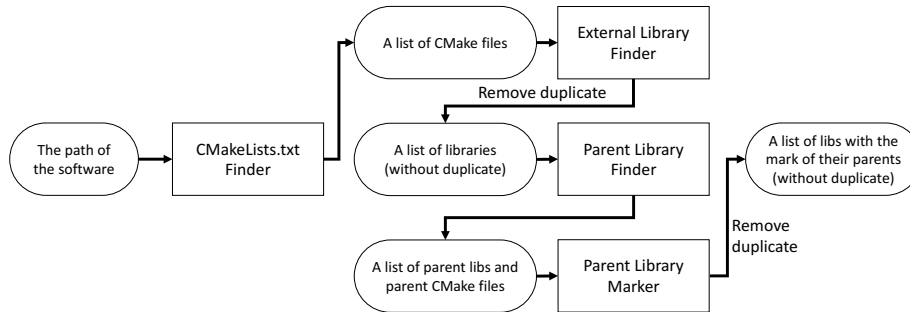 The path of
the software
CMakeLists.txt
Finder
A list of CMake files
External Library
Finder
Remove duplicate
A list of libraries
(without duplicate)
Parent Library
Finder
A list of parent libs and
parent CMake files
Parent Library
Marker
Remove
duplicate
A list of libs with the
mark of their parents
(without duplicate)